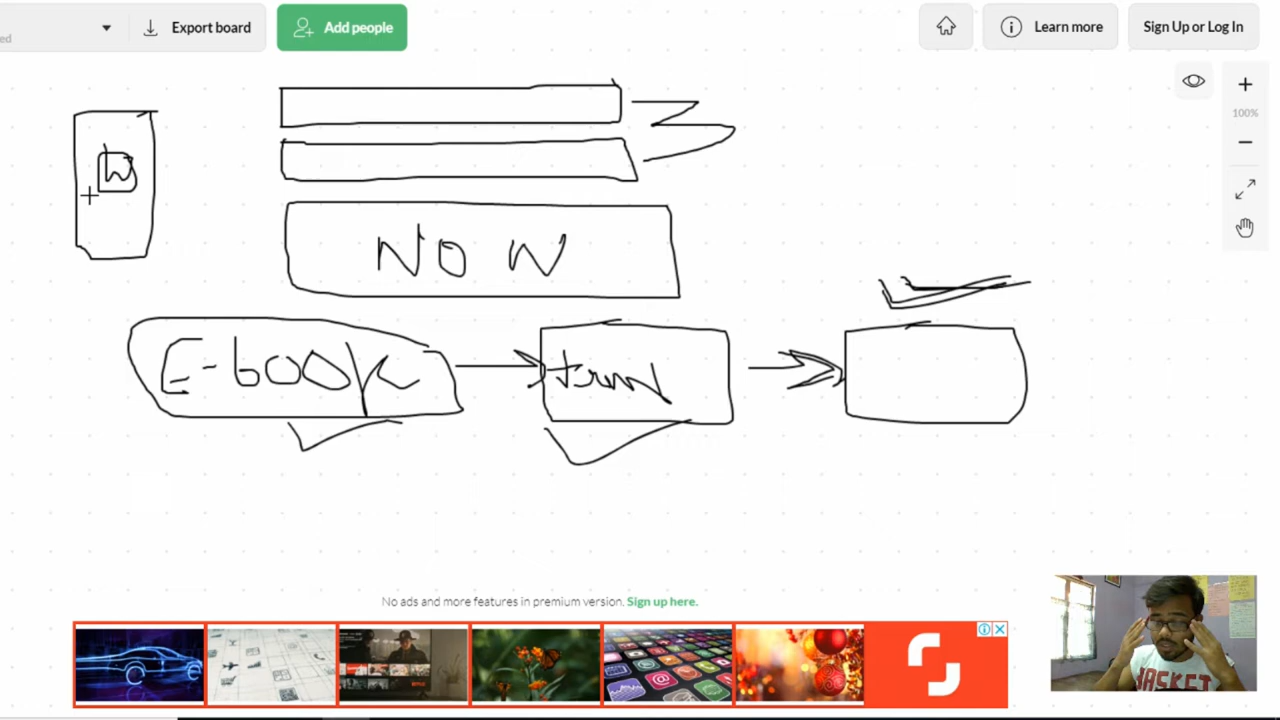 ed
Export board
Add people
Learn more
Sign Up or Log In
100%
W
NOW
E-book
No ads and more features in premium version. Sign up here.